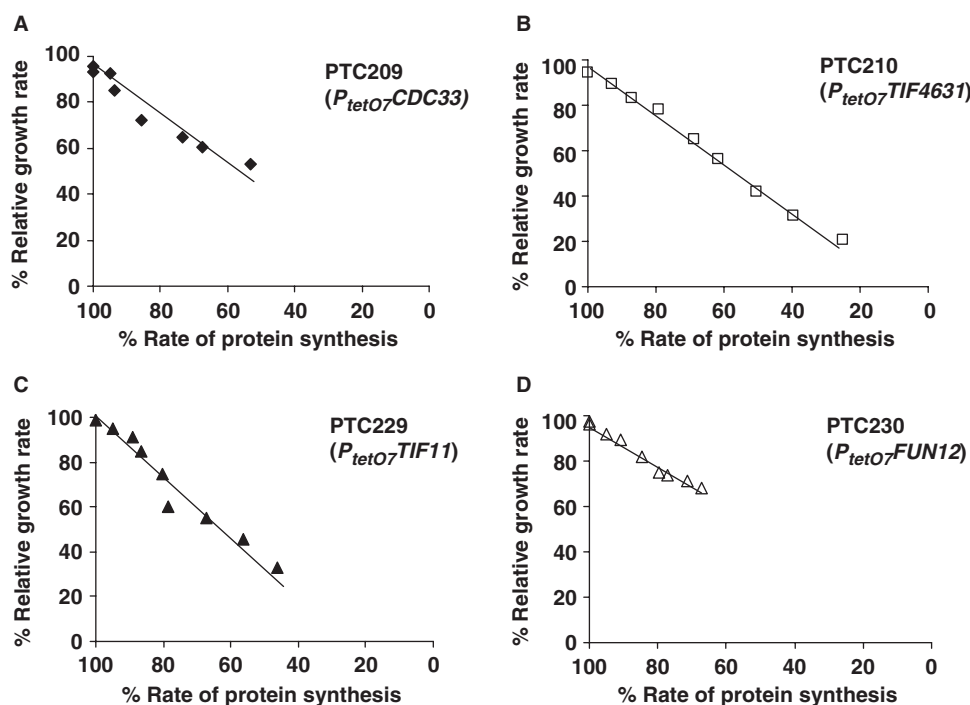 A
% Relative growth rate
100
80
60
40
20
0
100 80 60 40 20 0
% Rate of protein synthesis
PTC209
(PtetO7CDC33)
B
% Relative growth rate
100
80
60
40
20
0
100 80 60 40 20 0
% Rate of protein synthesis
PTC210
(PtetO7TIF4631)
C
% Relative growth rate
100
80
60
40
20
0
100 80 60 40 20 0
% Rate of protein synthesis
PTC229
(PtetO7TIF11)
D
% Relative growth rate
100
80
60
40
20
0
100 80 60 40 20 0
% Rate of protein synthesis
PTC230
(PtetO7FUN12)